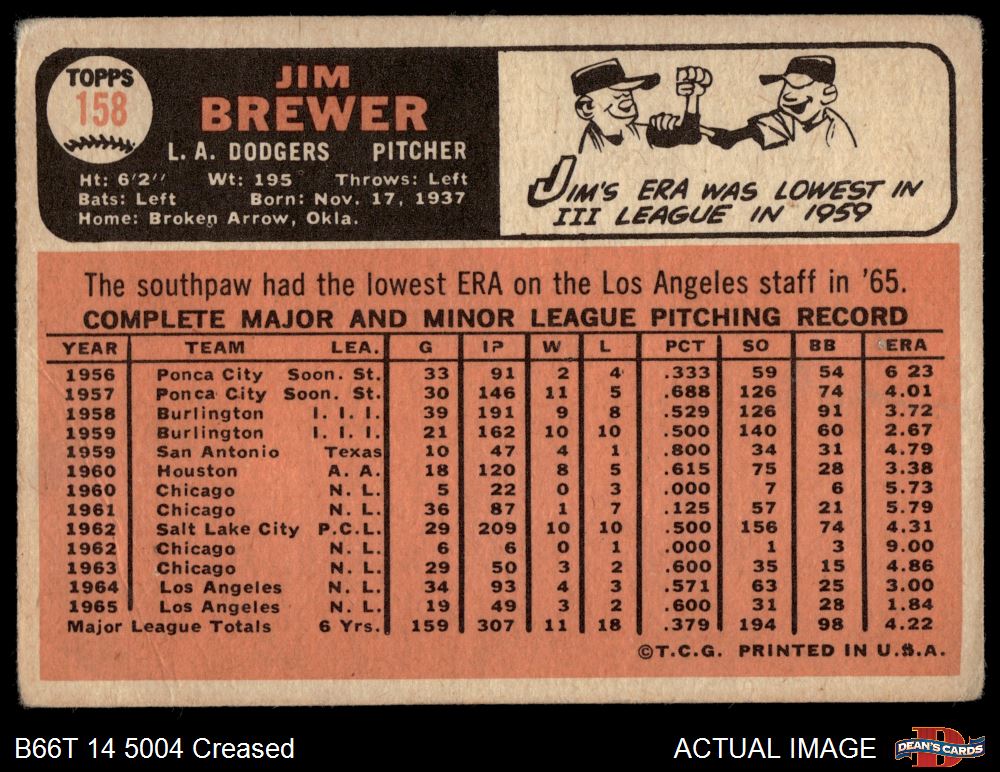 TOPPS
158
JIM
BREWER
L. A. DODGERS PITCHER
Ht: 6'2'' Wt: 195 Throws: Left
Bats: Left Born: Nov. 17, 1937
Home: Broken Arrow, Okla.
JIM'S ERA WAS LOWEST IN
III LEAGUE IN 1959
The southpaw had the lowest ERA on the Los Angeles staff in '65.
COMPLETE MAJOR AND MINOR LEAGUE PITCHING RECORD
YEAR TEAM LEA. G IP W L PCT SO BB ERA
1956 Ponca City Soon. St. 33 91 2 4 .333 59 54 6 23
1957 Ponca City Soon. St. 30 146 11 5 .688 126 74 4.01
1958 Burlington I. I. I. 39 191 9 8 .529 126 91 3.72
1959 Burlington I. I. I. 21 162 10 10 .500 140 60 2.67
1959 San Antonio Texas 10 47 4 1 .800 34 31 4.79
1960 Houston A. A. 18 120 8 5 .615 75 28 3.38
1960 Chicago N. L. 5 22 0 3 .000 7 6 5.73
1961 Chicago N. L. 36 87 1 7 .125 57 21 5.79
1962 Salt Lake City P.C.L. 29 209 10 10 .500 156 74 4.31
1962 Chicago N. L. 6 6 0 1 .000 1 3 9.00
1963 Chicago N. L. 29 50 3 2 .600 35 15 4.86
1964 Los Angeles N. L. 34 93 4 3 .571 63 25 3.00
1965 Los Angeles N. L. 19 49 3 2 .600 31 28 1.84
Major League Totals 6 Yrs. 159 307 11 18 .379 194 98 4.22
©T.C.G. PRINTED IN U.S.A.
B66T 14 5004 Creased
ACTUAL IMAGE
DEAN'S CARDS